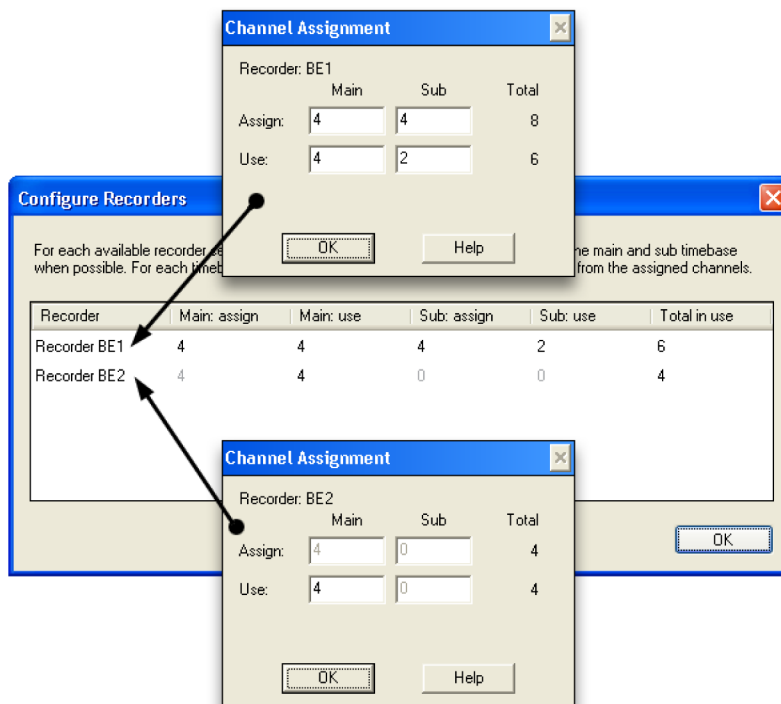 Channel Assignment
Recorder: BE1
Main Sub Total
Assign: 4 4 8
Use: 4 2 6
OK Help
Configure Recorders
For each available recorder ne main and sub timebase
when possible. For each from the assigned channels.
Recorder Main: assign Main: use Sub: assign Sub: use Total in use
Recorder BE1 4 4 4 2 6
Recorder BE2 4 4 0 0 4
Channel Assignment
Recorder: BE2
Main Sub Total
Assign: 4 0 4
Use: 4 0 4
OK Help
OK